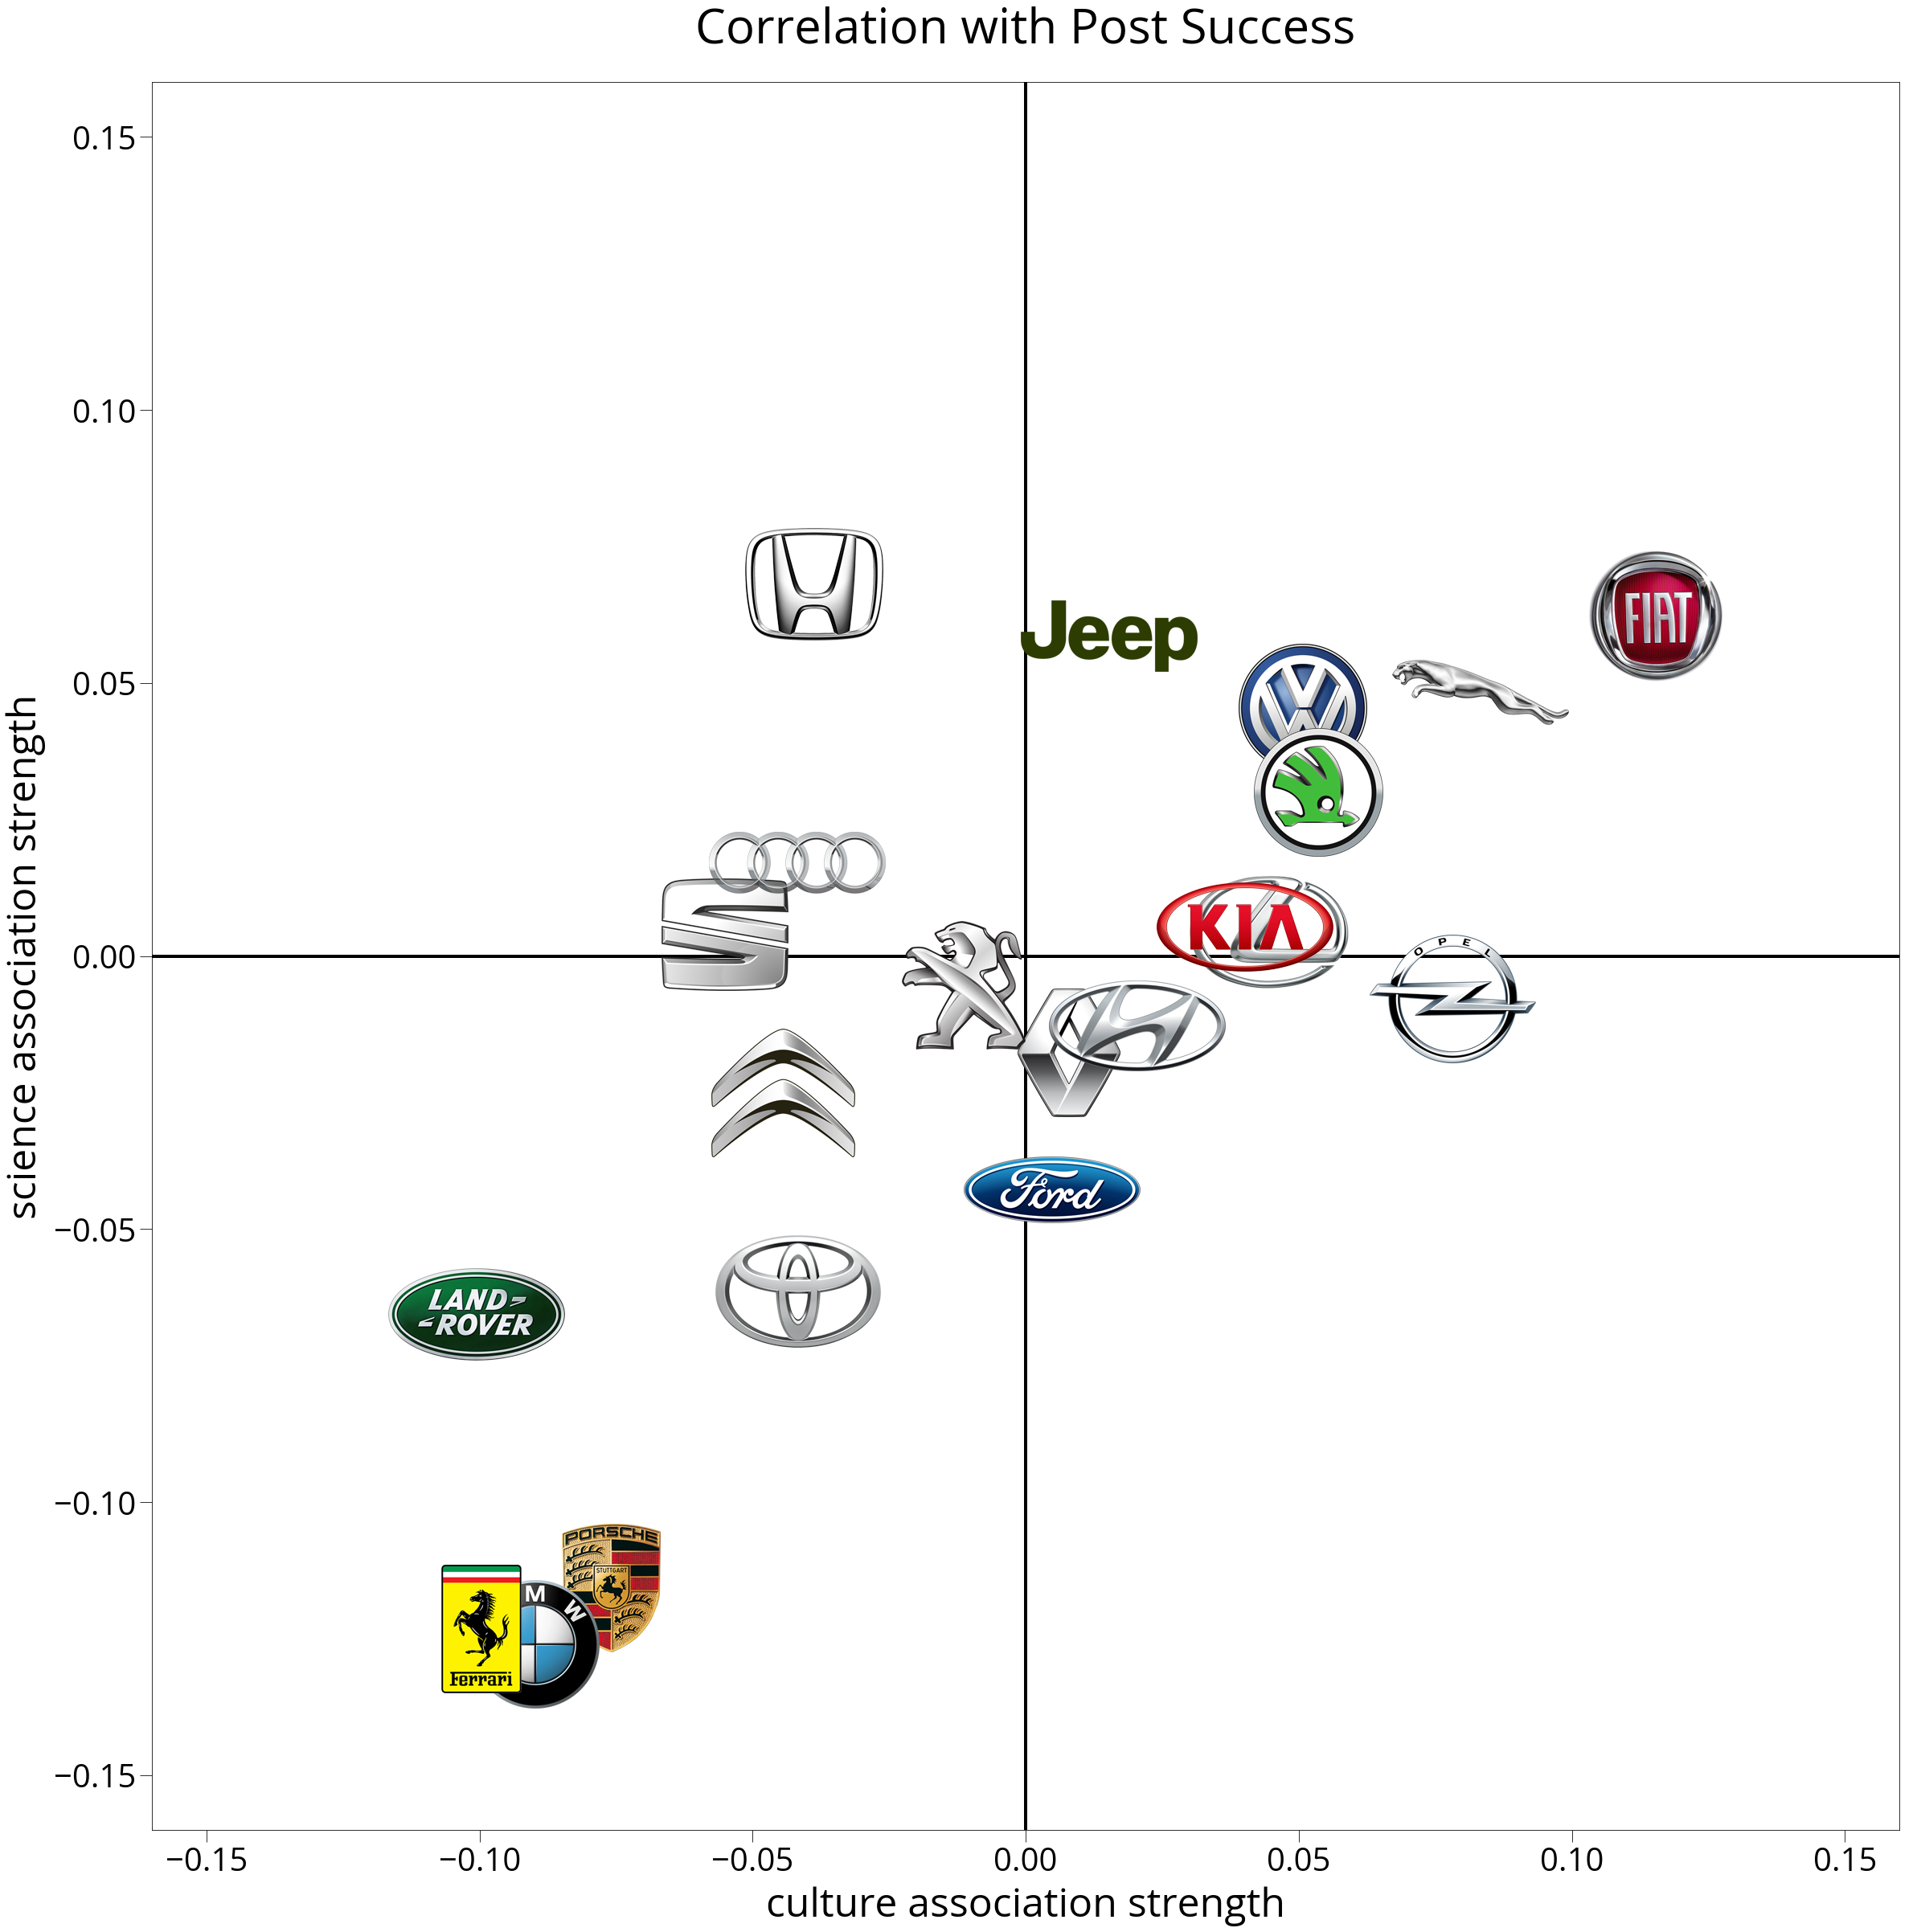 Correlation with Post Success
science association strength
0.15
0.10
0.05
0.00
−0.05
−0.10
−0.15
Jeep
FIAT
KIA
OPEL
Ford
LAND
ROVER
PORSCHE
STUTTGART
Ferrari
M W
−0.15
−0.10
−0.05
0.00
0.05
0.10
0.15
culture association strength